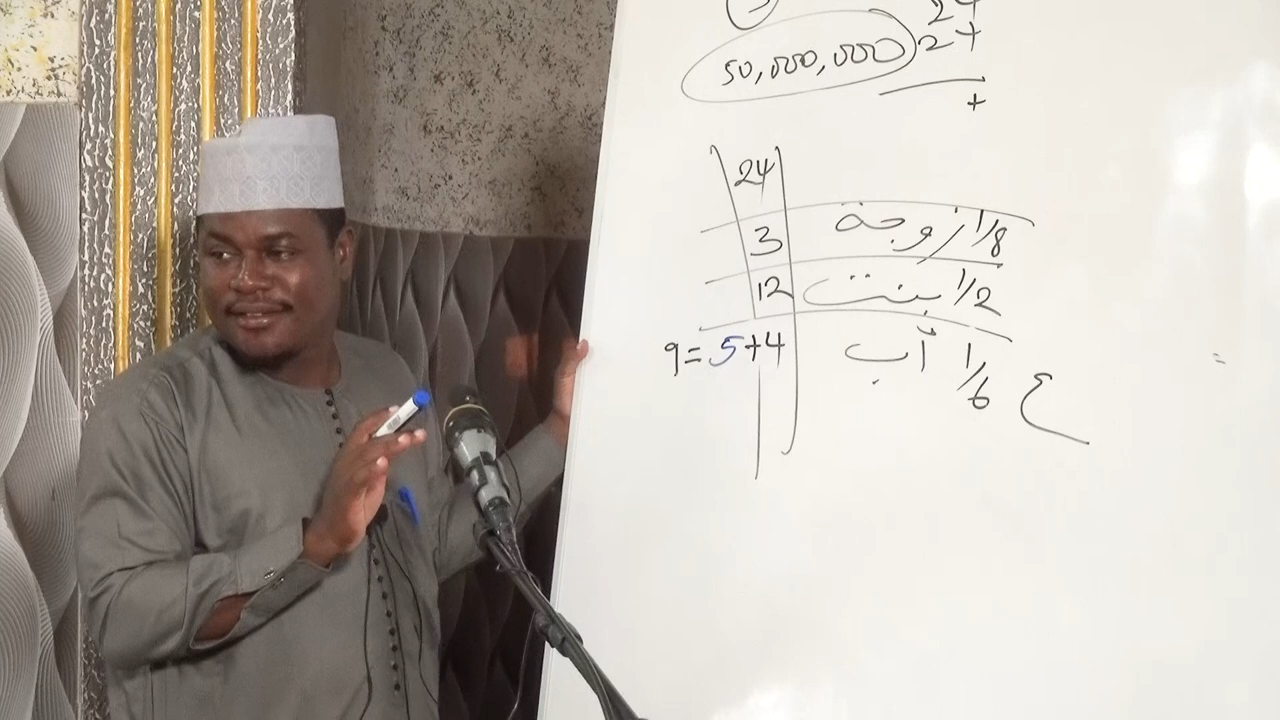 24
50,000,000 27
+
24
3 زوجة 1/8
12 بنت 1/2
9 = 5+4 أب 1/6 ع
=